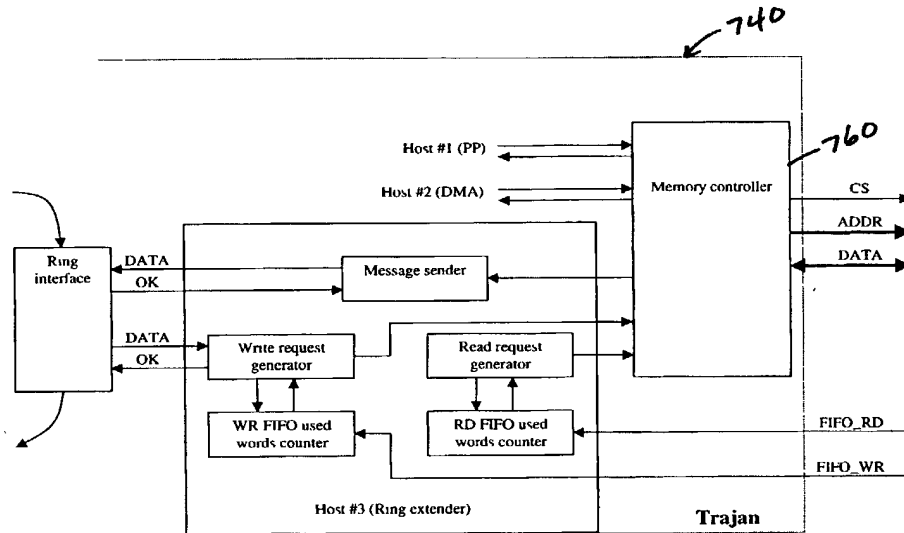 740
Host #1 (PP)
760
Memory controller
Host #2 (DMA)
CS
ADDR
Ring
interface
DATA
Message sender
DATA
OK
DATA
Write request
generator
Read request
generator
OK
WR FIFO used
words counter
RD FIFO used
words counter
FIFO_RD
FIFO_WR
Host #3 (Ring extender)
Trajan